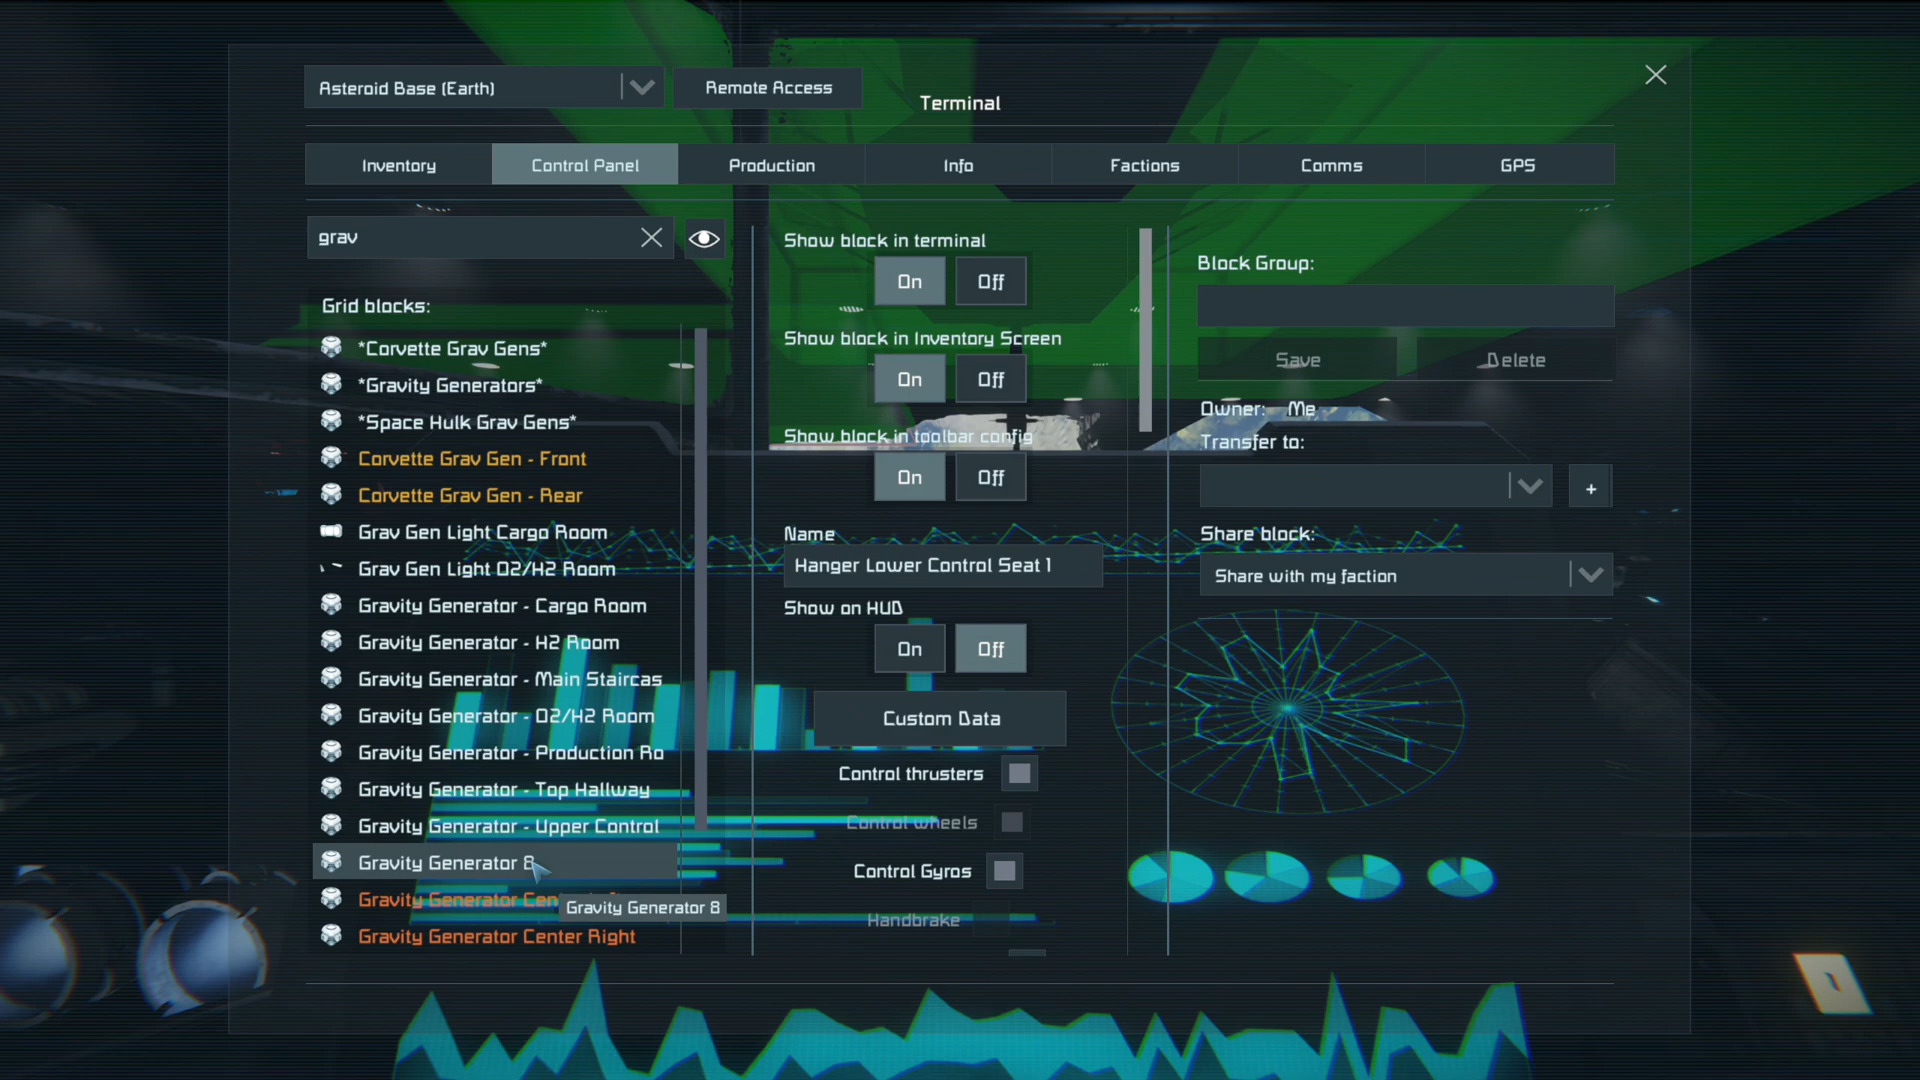 Asteroid Base (Earth)
Remote Access
Terminal
Inventory
Control Panel
Production
Info
Factions
Comms
GPS
grav
Grid blocks:
*Corvette Grav Gens*
*Gravity Generators*
*Space Hulk Grav Gens*
Corvette Grav Gen - Front
Corvette Grav Gen - Rear
Grav Gen Light Cargo Room
Grav Gen Light O2/H2 Room
Gravity Generator - Cargo Room
Gravity Generator - H2 Room
Gravity Generator - Main Staircas
Gravity Generator - O2/H2 Room
Gravity Generator - Production Ro
Gravity Generator - Top Hallway
Gravity Generator - Upper Control
Gravity Generator 8
Gravity Generator Cen
Gravity Generator 8
Gravity Generator Center Right
Show block in terminal
On
Off
Show block in Inventory Screen
On
Off
Show block in toolbar config
On
Off
Name
Hanger Lower Control Seat 1
Show on HUD
On
Off
Custom Data
Control thrusters
Control wheels
Control Gyros
Handbrake
Block Group:
Save
Delete
Owner: Me
Transfer to:
+
Share block:
Share with my faction